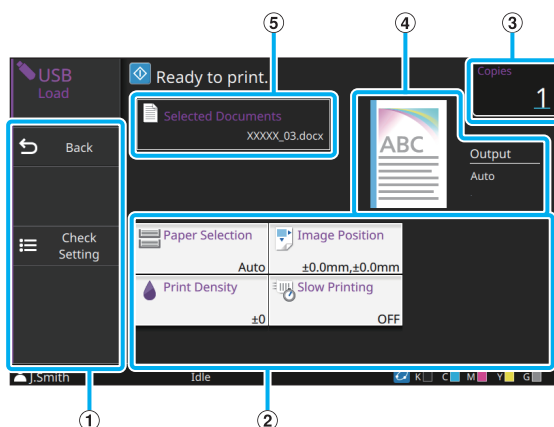 5
4
3
USB
Load
Ready to print.
Copies
1
Selected Documents
XXXXX_03.docx
ABC
Output
Auto
Back
Check
Setting
Paper Selection
Auto
Image Position
±0.0mm,±0.0mm
Print Density
±0
Slow Printing
OFF
J.Smith
Idle
K C M Y G
1
2